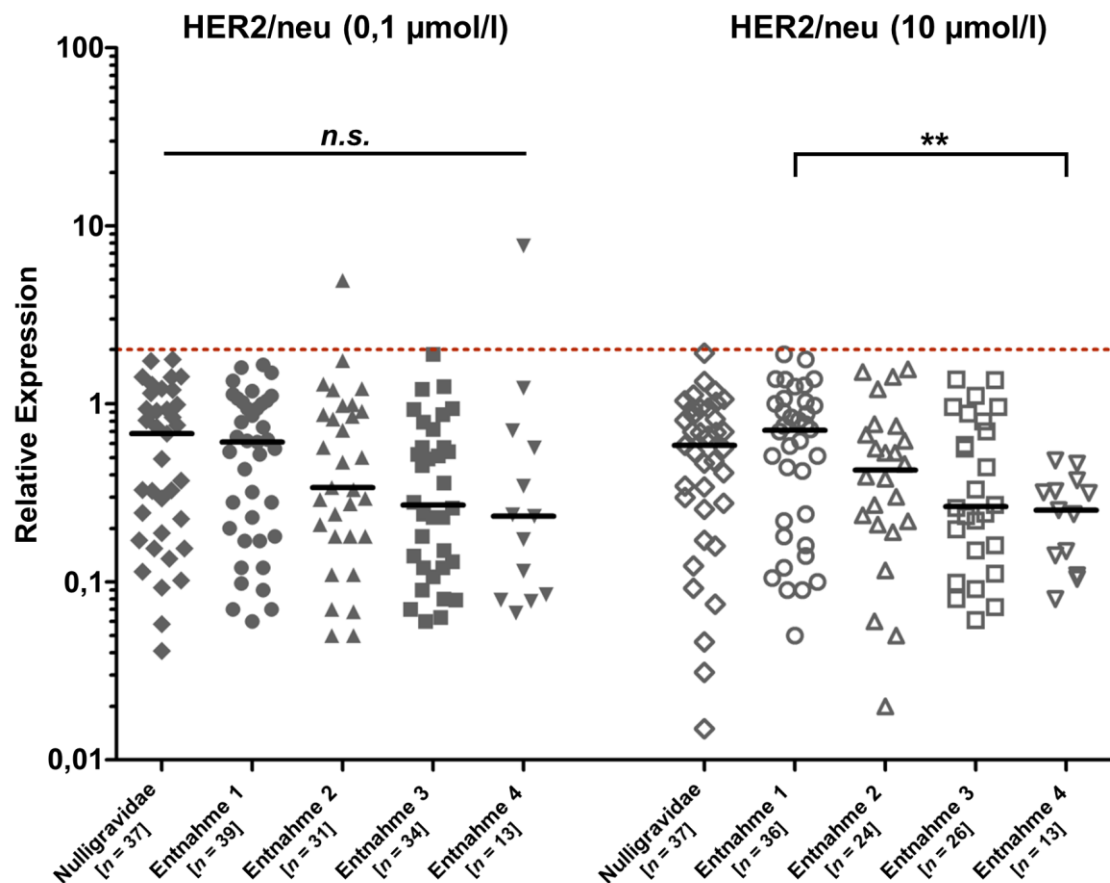 HER2/neu (0,1 µmol/l)
HER2/neu (10 µmol/l)
Relative Expression
100
10
1
0,1
0,01
n.s.
**
Nulligravidae
[n = 37]
Entnahme 1
[n = 39]
Entnahme 2
[n = 31]
Entnahme 3
[n = 34]
Entnahme 4
[n = 13]
Nulligravidae
[n = 37]
Entnahme 1
[n = 36]
Entnahme 2
[n = 24]
Entnahme 3
[n = 26]
Entnahme 4
[n = 13]